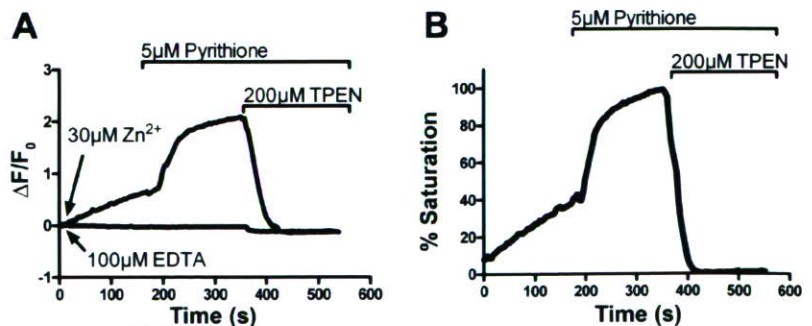 A
5µM Pyrithione
200µM TPEN
3
2
1
0
-1
ΔF/F0
30µM Zn2+
100µM EDTA
0 100 200 300 400 500 600
Time (s)
B
5µM Pyrithione
200µM TPEN
100
80
60
40
20
0
% Saturation
0 100 200 300 400 500 600
Time (s)